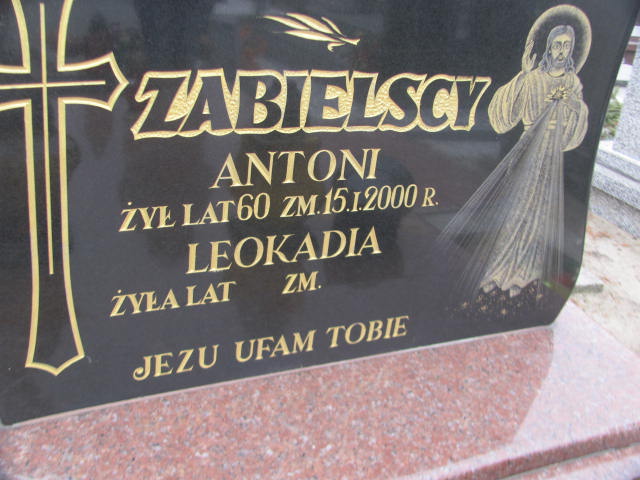 ZABIELSCY
ANTONI
ŻYŁ LAT 60 ZM. 15.I.2000 R.
LEOKADIA
ŻYŁA LAT ZM.
JEZU UFAM TOBIE